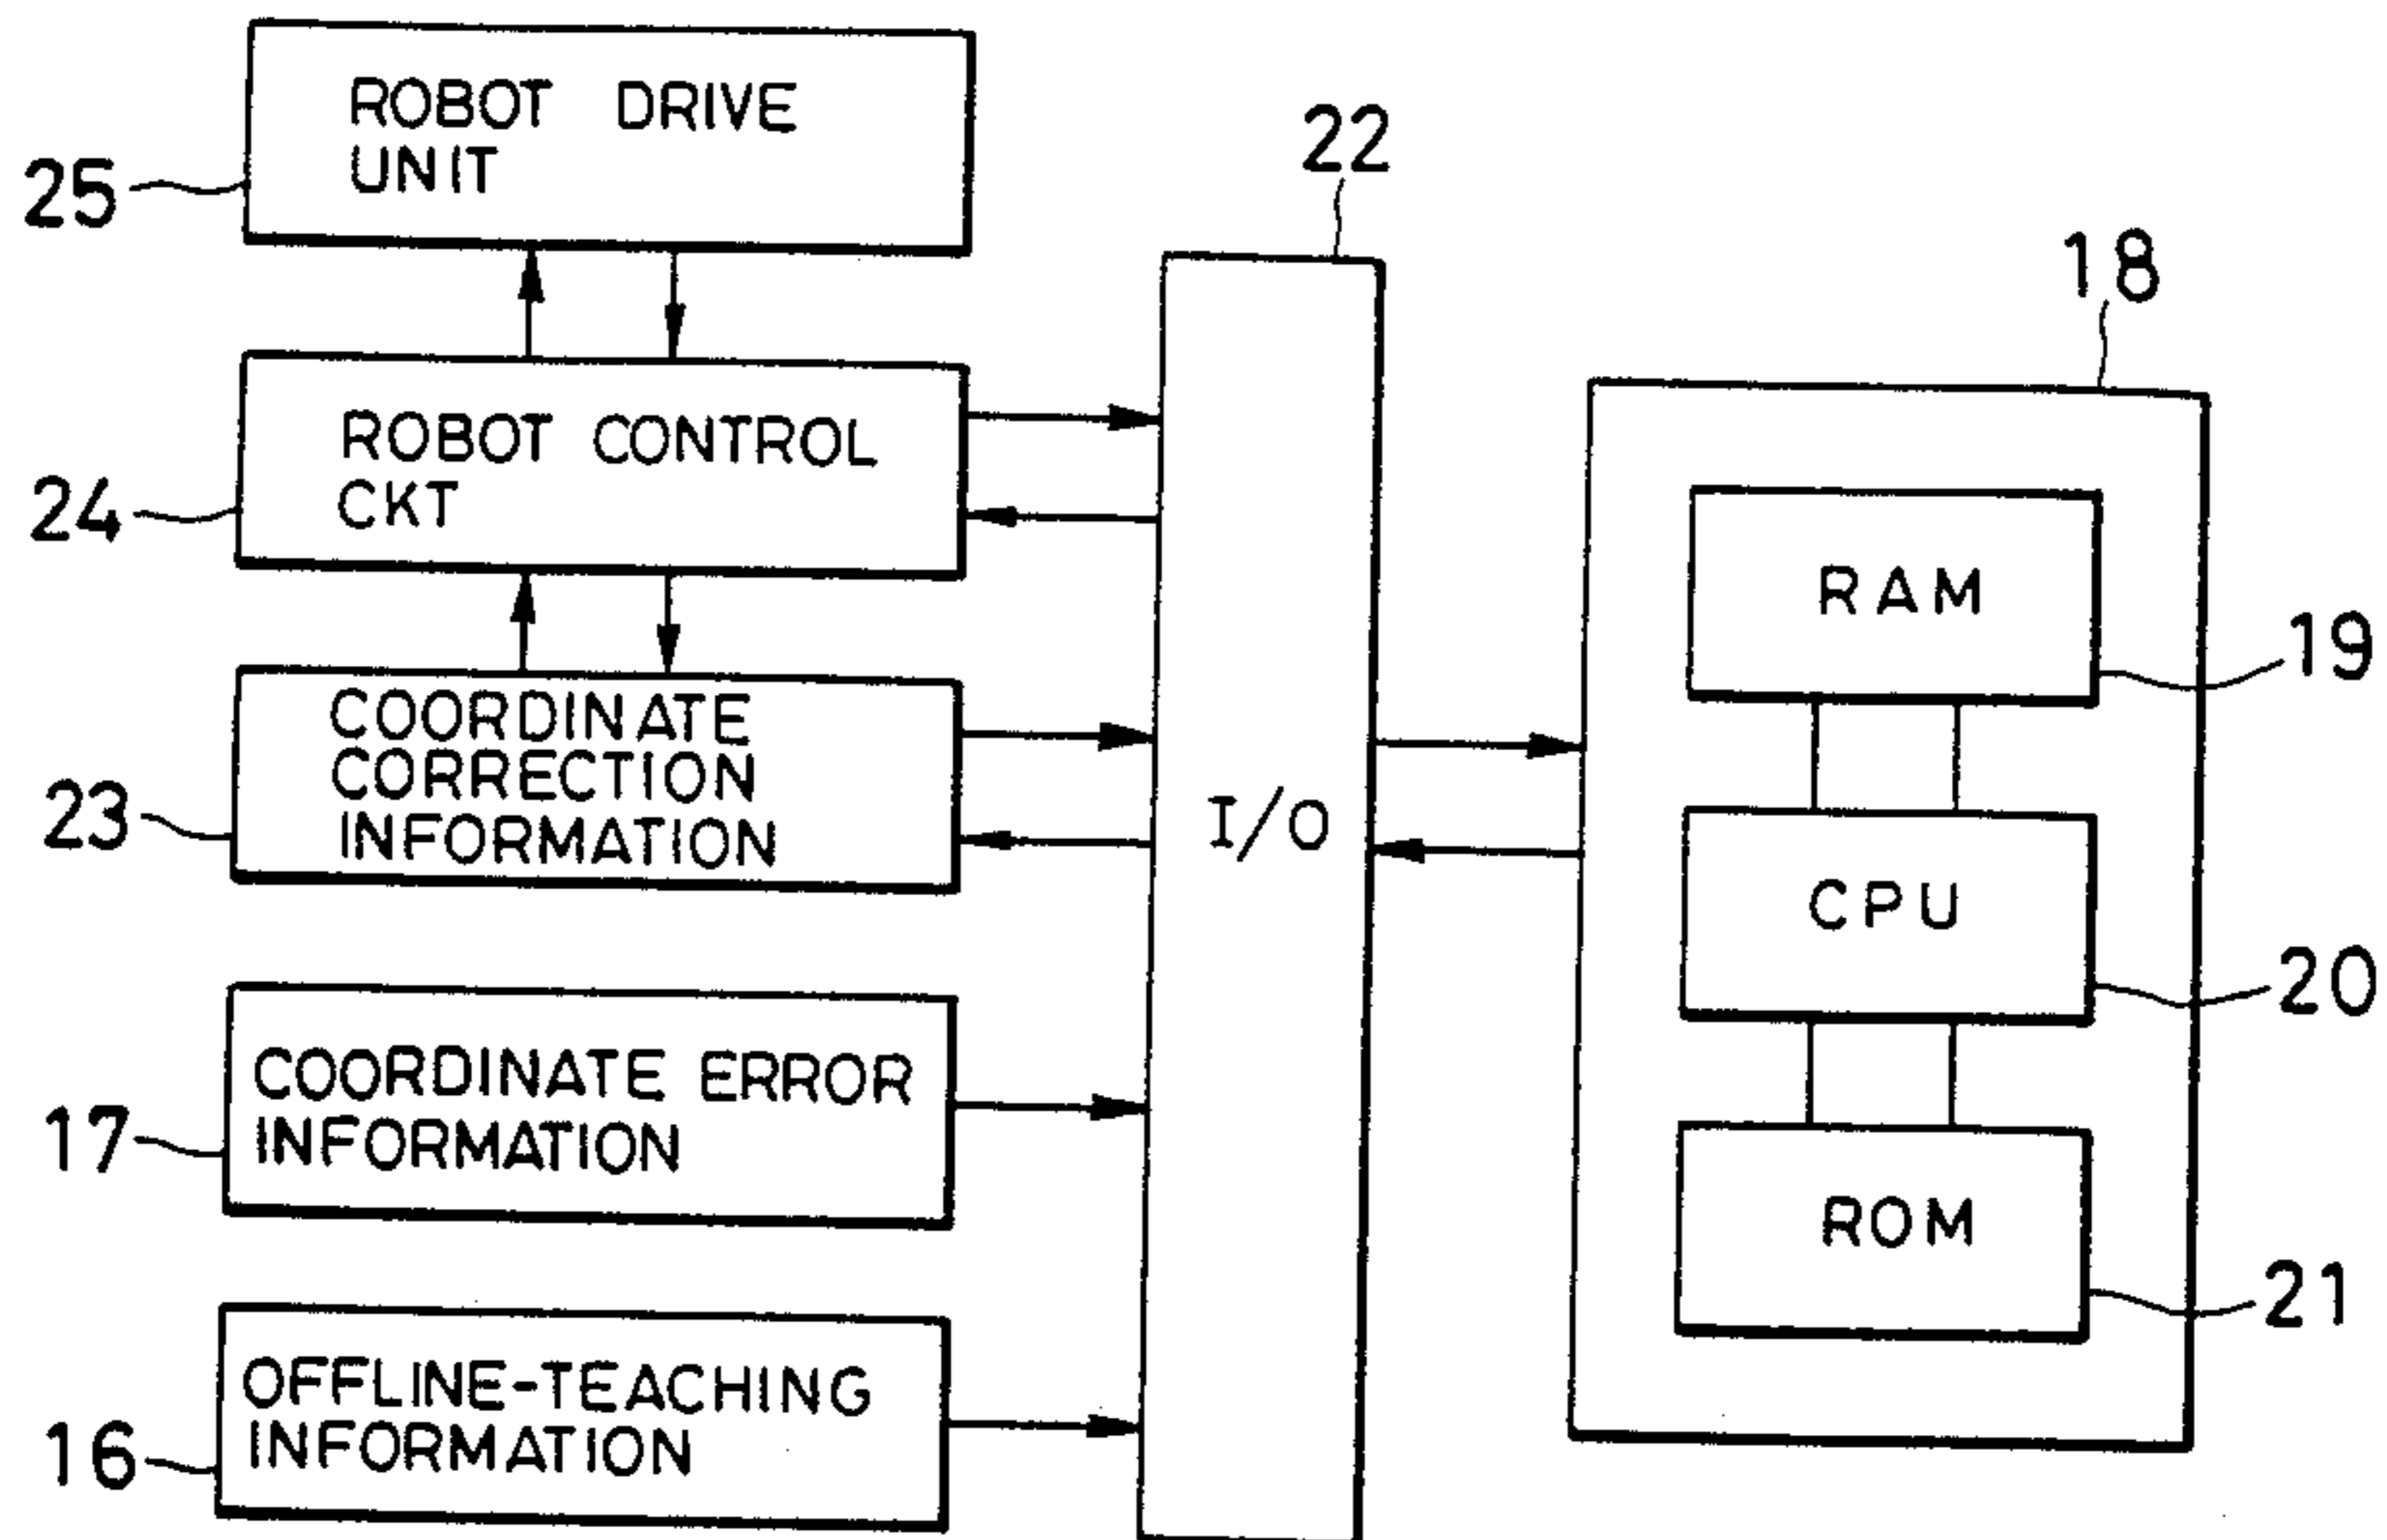 ROBOT DRIVE
UNIT
25
22
18
ROBOT CONTROL
CKT
24
RAM
19
COORDINATE
CORRECTION
INFORMATION
23
I/O
CPU
20
COORDINATE ERROR
INFORMATION
17
ROM
21
OFFLINE-TEACHING
INFORMATION
16